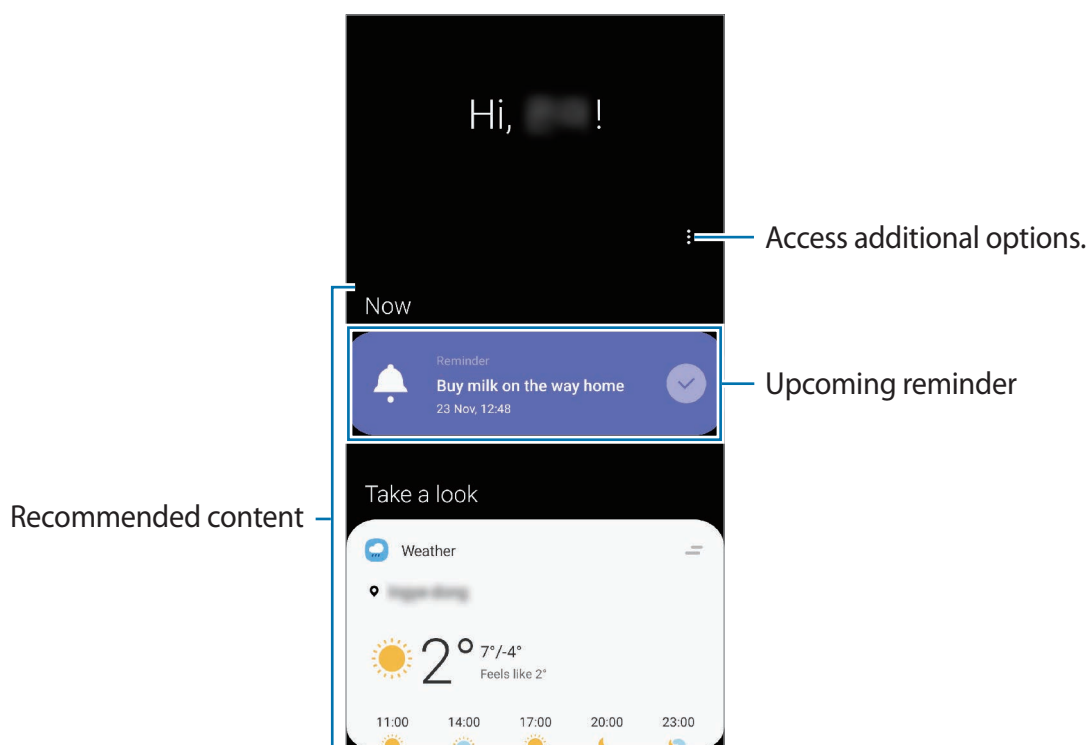 Hi, !
Access additional options.
Now
Reminder
Buy milk on the way home
23 Nov, 12:48
Upcoming reminder
Take a look
Recommended content
Weather
2° 7°/-4°
Feels like 2°
11:00 14:00 17:00 20:00 23:00